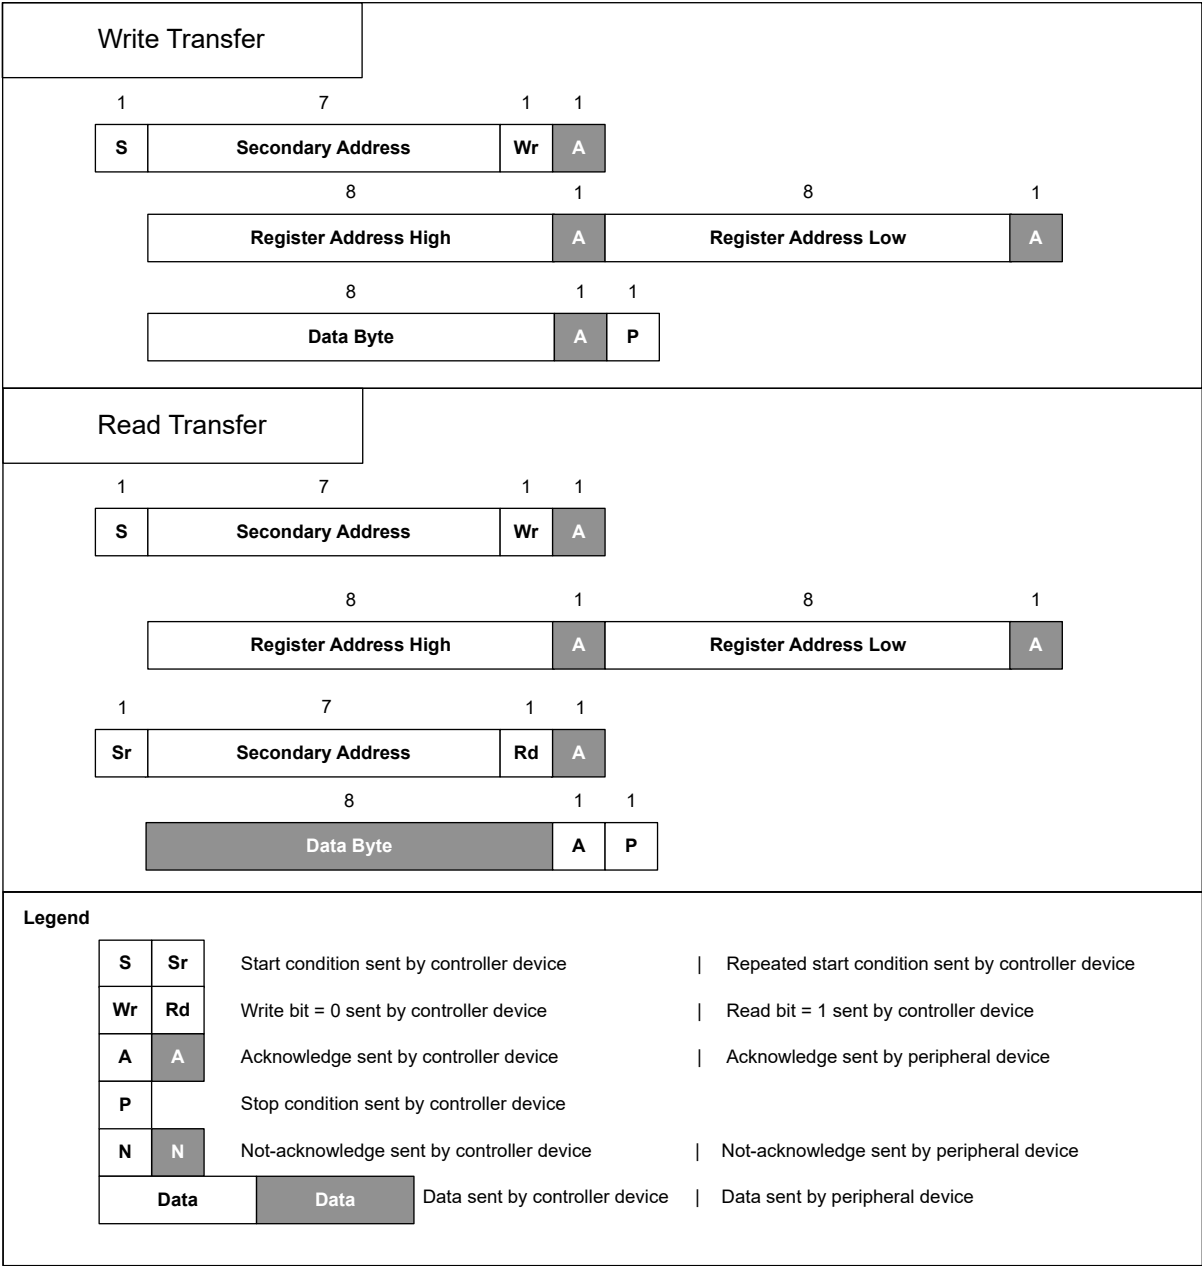 Write Transfer
1 7 1 1
S Secondary Address Wr A
8 1 8 1
Register Address High A Register Address Low A
8 1 1
Data Byte A P
Read Transfer
1 7 1 1
S Secondary Address Wr A
8 1 8 1
Register Address High A Register Address Low A
1 7 1 1
Sr Secondary Address Rd A
8 1 1
Data Byte A P
Legend
S Sr Start condition sent by controller device | Repeated start condition sent by controller device
Wr Rd Write bit = 0 sent by controller device | Read bit = 1 sent by controller device
A A Acknowledge sent by controller device | Acknowledge sent by peripheral device
P Stop condition sent by controller device
N N Not-acknowledge sent by controller device | Not-acknowledge sent by peripheral device
Data Data Data sent by controller device | Data sent by peripheral device